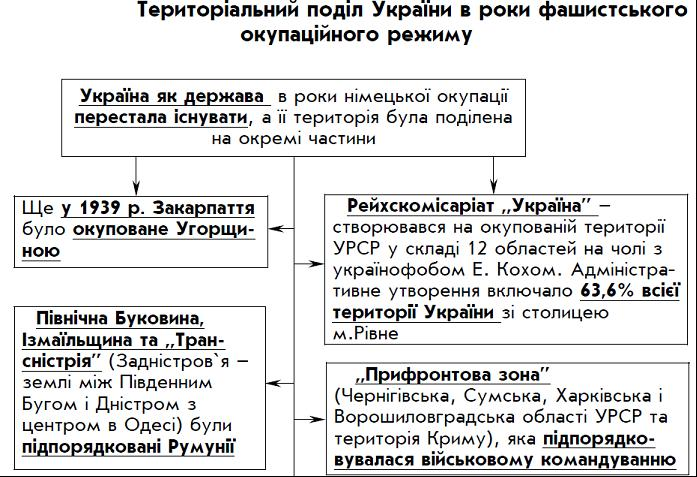 Територіальний поділ України в роки фашистського
окупаційного режиму
Україна як держава в роки німецької окупації
перестала існувати, а її територія була поділена
на окремі частини
Ще у 1939 р. Закарпаття
було окуповане Угорщи-
ною
Рейхскомісаріат ,,Україна” –
створювався на окупованій території
УРСР у складі 12 областей на чолі з
українофобом Е. Кохом. Адміністра-
тивне утворення включало 63,6% всієї
території України зі столицею
м.Рівне
Північна Буковина,
Ізмаїльщина та ,,Тран-
сністрія” (Задністров`я –
землі між Південним
Бугом і Дністром з
центром в Одесі) були
підпорядковані Румунії
,,Прифронтова зона”
(Чернігівська, Сумська, Харківська і
Ворошиловградська області УРСР та
територія Криму), яка підпорядко-
вувалася військовому командуванню